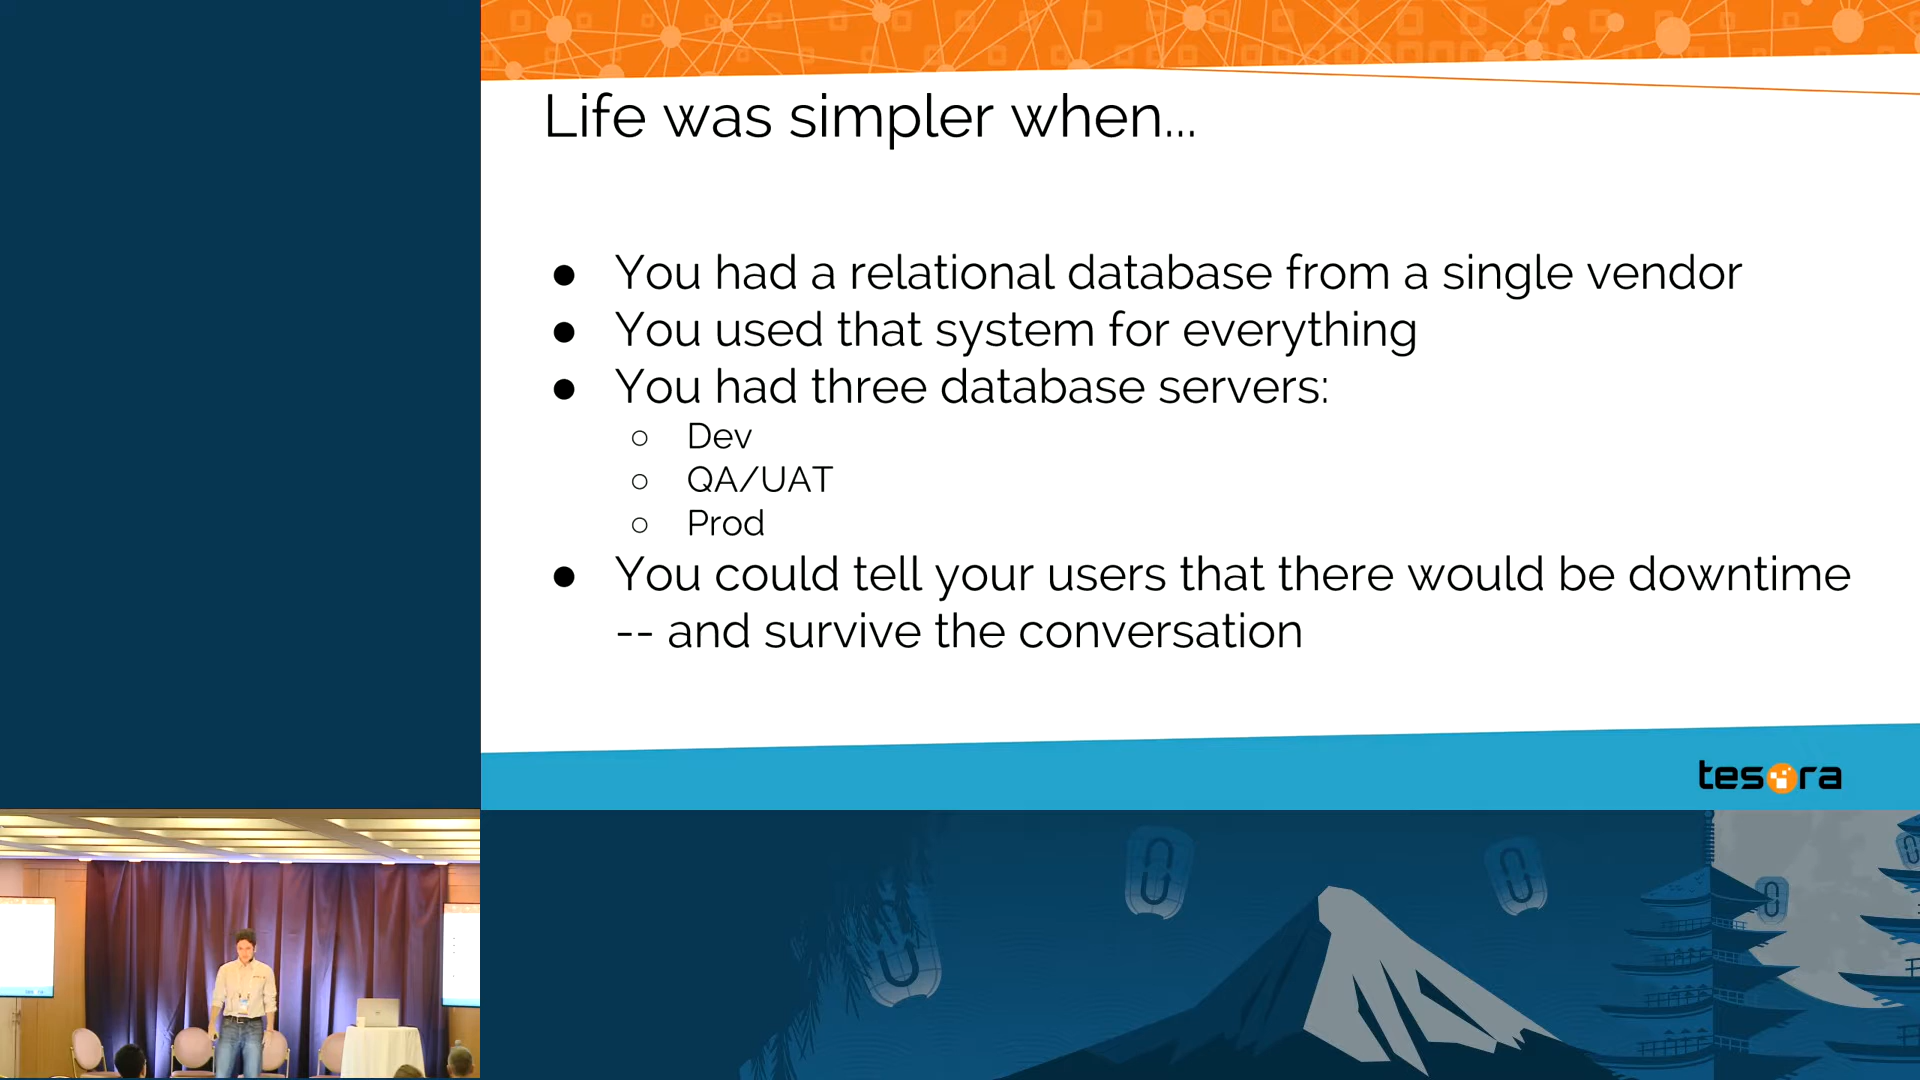 Life was simpler when...
● You had a relational database from a single vendor
● You used that system for everything
● You had three database servers:
○ Dev
○ QA/UAT
○ Prod
● You could tell your users that there would be downtime
-- and survive the conversation
tesora